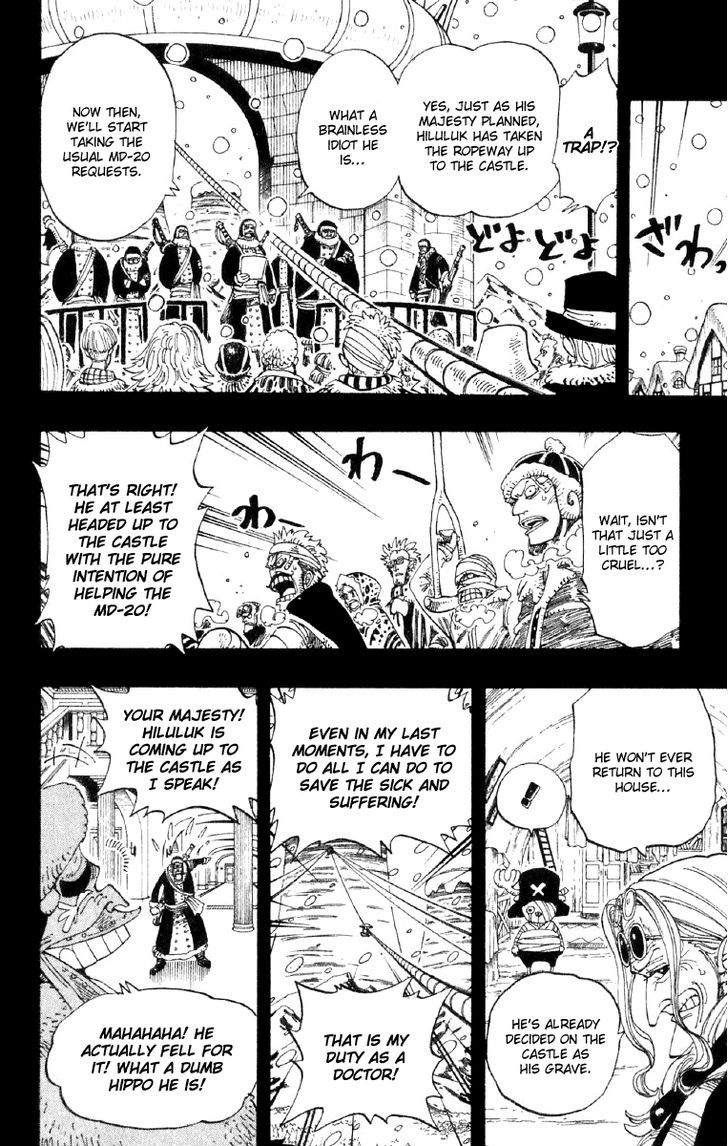 ざわっ
A
TRAP!?
YES, JUST AS HIS
MAJESTY PLANNED,
HILULUK HAS TAKEN
THE ROPEWAY UP
TO THE CASTLE.
WHAT A
BRAINLESS
IDIOT HE
IS...
NOW THEN,
WE'LL START
TAKING THE
USUAL MD-20
REQUESTS.
どよどよ
WAIT, ISN'T
THAT JUST A
LITTLE TOO
CRUEL...?
わー
わー
THAT'S RIGHT!
HE AT LEAST
HEADED UP TO
THE CASTLE
WITH THE PURE
INTENTION OF
HELPING THE
MD-20!
HE WON'T EVER
RETURN TO THIS
HOUSE...
!
HE'S ALREADY
DECIDED ON THE
CASTLE AS
HIS GRAVE.
EVEN IN MY LAST
MOMENTS, I HAVE TO
DO ALL I CAN DO TO
SAVE THE SICK AND
SUFFERING!
THAT IS MY
DUTY AS A
DOCTOR!
YOUR MAJESTY!
HILULUK IS
COMING UP TO
THE CASTLE AS
I SPEAK!
MAHAHAHA! HE
ACTUALLY FELL FOR
IT! WHAT A DUMB
HIPPO HE IS!